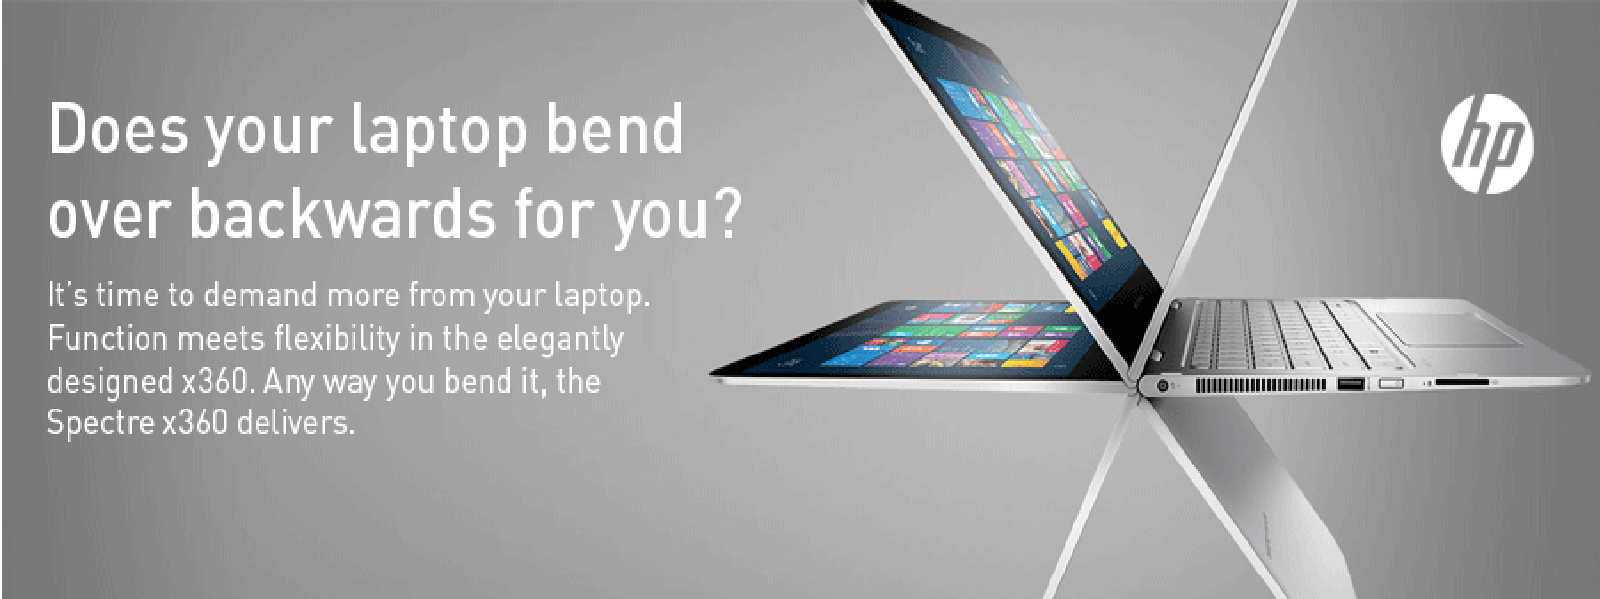 Does your laptop bend
over backwards for you?
hp
It's time to demand more from your laptop.
Function meets flexibility in the elegantly
designed x360. Any way you bend it, the
Spectre x360 delivers.